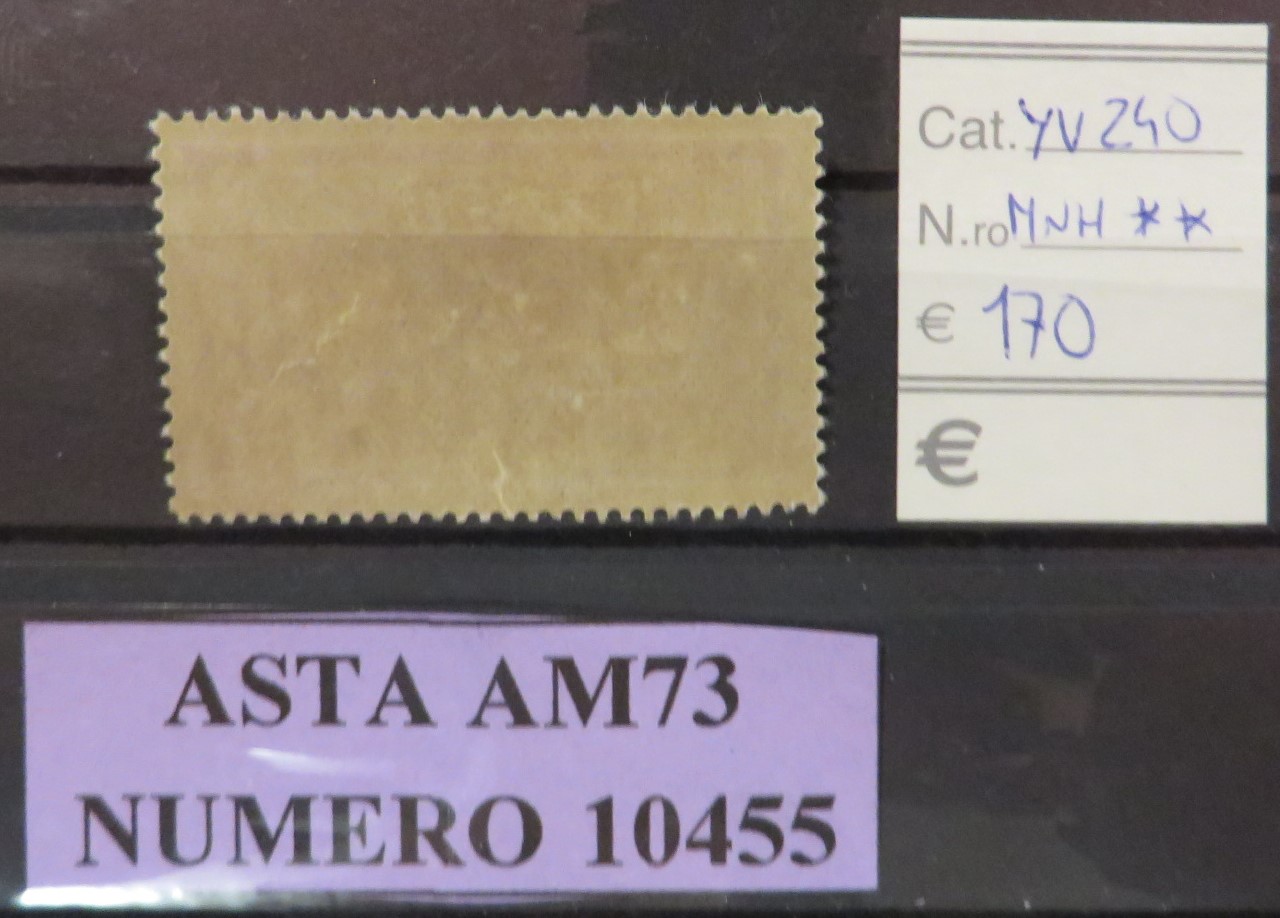 Cat. YV 240
N.ro MNH **
€ 170
€
ASTA AM73
NUMERO 10455